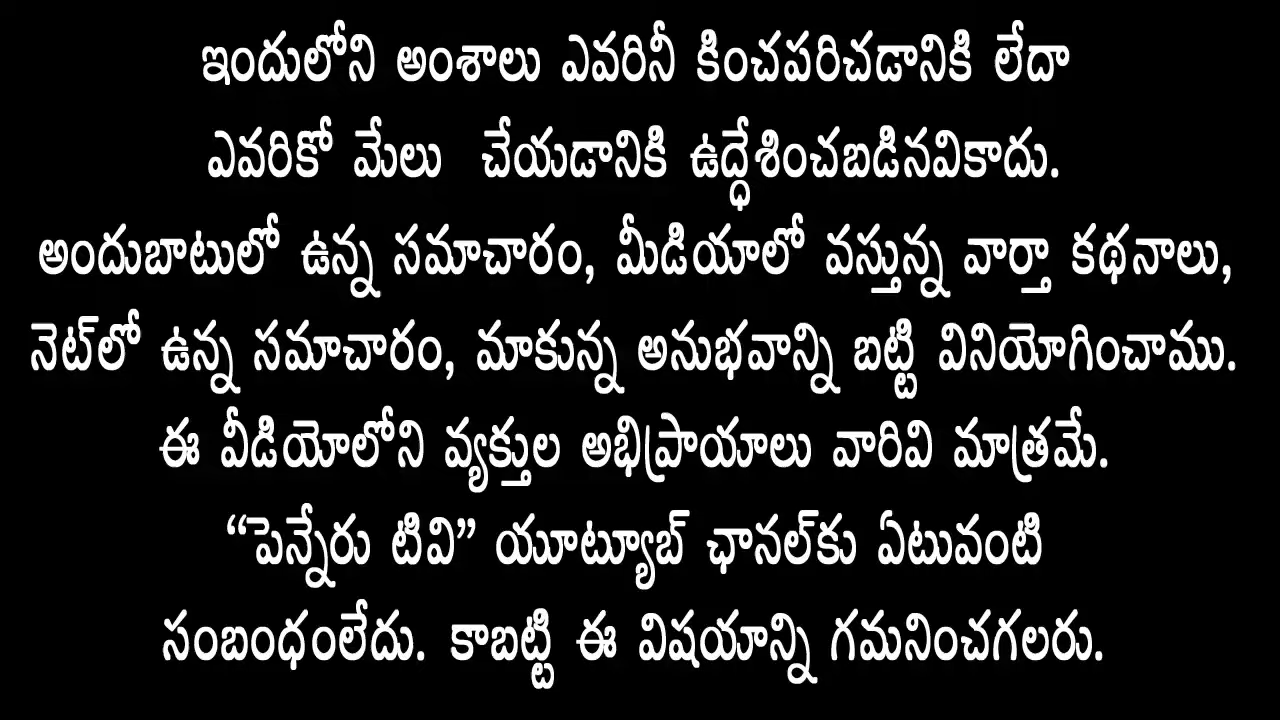 ఇందులోని అంశాలు ఎవరినీ కించపరిచడానికి లేదా
ఎవరికో మేలు చేయడానికి ఉద్ధేశించబడినవికాదు.
అందుబాటులో ఉన్న సమాచారం, మీడియాలో వస్తున్న వార్తా కథనాలు,
నెట్‌లో ఉన్న సమాచారం, మాకున్న అనుభవాన్ని బట్టి వినియోగించాము.
ఈ వీడియోలోని వ్యక్తుల అభిప్రాయాలు వారివి మాత్రమే.
“పెన్నేరు టివి” యూట్యూబ్ ఛానల్‌కు ఏటువంటి
సంబంధంలేదు. కాబట్టి ఈ విషయాన్ని గమనించగలరు.